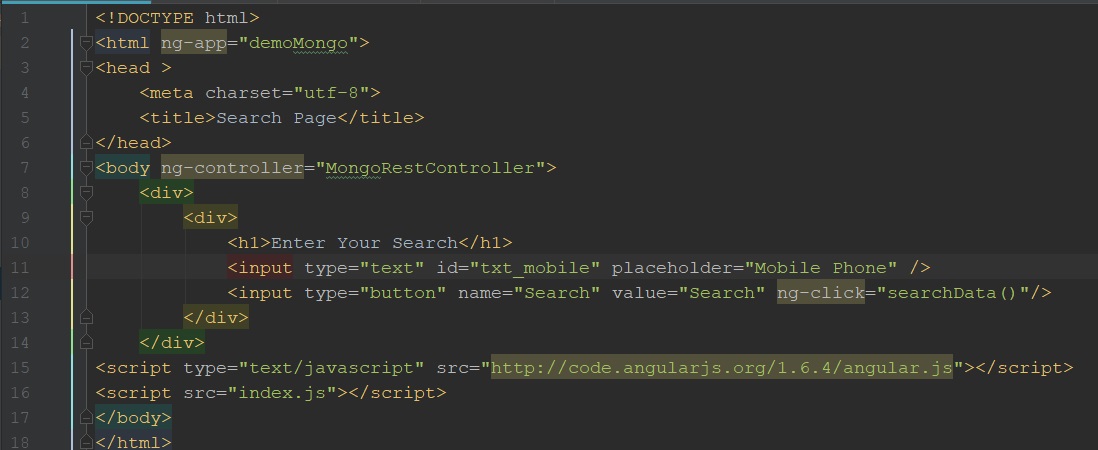 1 <!DOCTYPE html>
2 <html ng-app="demoMongo">
3 <head >
4 <meta charset="utf-8">
5 <title>Search Page</title>
6 </head>
7 <body ng-controller="MongoRestController">
8 <div>
9 <div>
10 <h1>Enter Your Search</h1>
11 <input type="text" id="txt_mobile" placeholder="Mobile Phone" />
12 <input type="button" name="Search" value="Search" ng-click="searchData()"/>
13 </div>
14 </div>
15 <script type="text/javascript" src="http://code.angularjs.org/1.6.4/angular.js"></script>
16 <script src="index.js"></script>
17 </body>
18 </html>